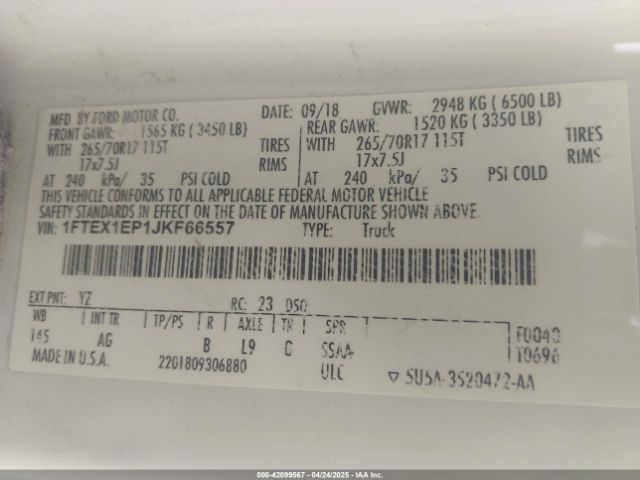 MFD BY FORD MOTOR CO. DATE: 09/18 GVWR: 2948 KG ( 6500 LB)
FRONT GAWR: 1565 KG ( 3450 LB) REAR GAWR: 1520 KG ( 3350 LB)
WITH 265/70R17 115T TIRES WITH 265/70R17 115T TIRES
17x7.5J RIMS 17x7.5J RIMS
AT 240 kPa/ 35 PSI COLD AT 240 kPa/ 35 PSI COLD
THIS VEHICLE CONFORMS TO ALL APPLICABLE FEDERAL MOTOR VEHICLE
SAFETY STANDARDS IN EFFECT ON THE DATE OF MANUFACTURE SHOWN ABOVE.
VIN: 1FTEX1EP1JKF66557 TYPE: Truck
EXT PNT: YZ RC: 23 DSO:
WB INT TR TP/PS R AXLE TR SPR F0040
145 AG B L9 G SSAA T0696
MADE IN U.S.A. 2201809306880 ULC ▽ 5U5A-3520472-AA
000-42099567 - 04/24/2025 - IAA Inc.